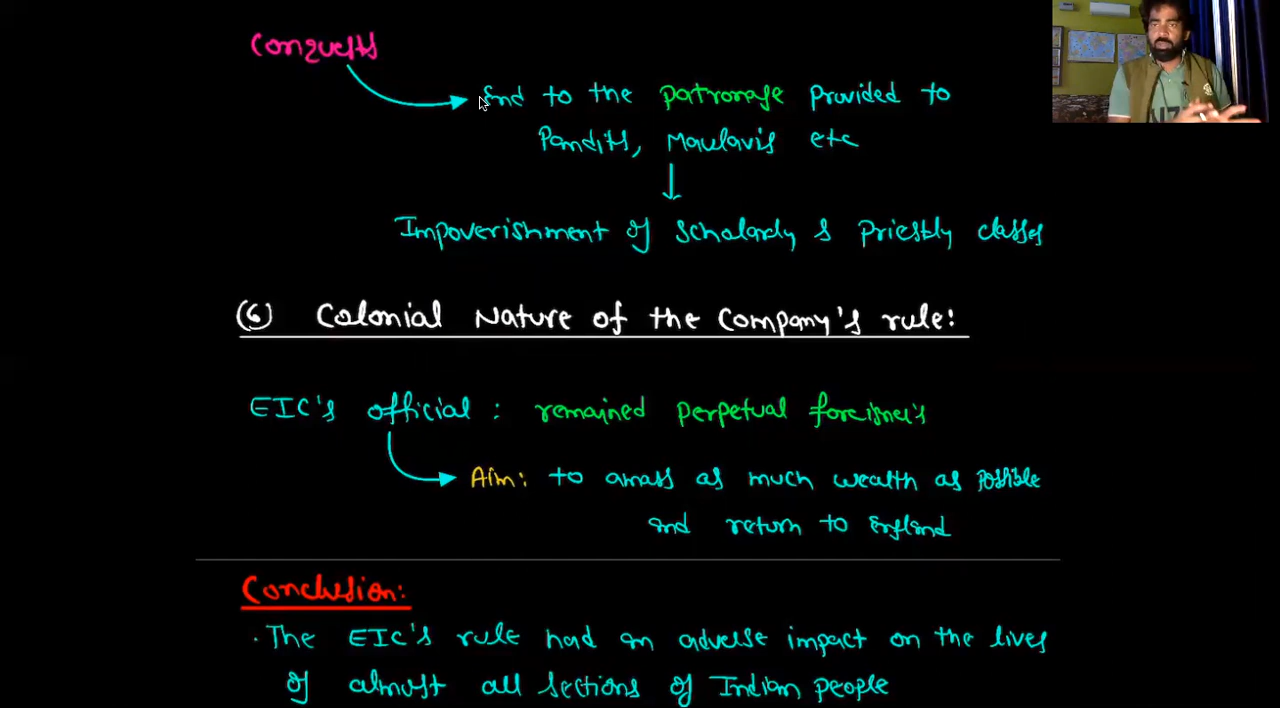 Conquests
End to the patronage provided to
Pandits, Maulavis etc
Impoverishment of scholarly & priestly classes
(6) Colonial Nature of the Company's rule:
EIC's official : remained perpetual foreigners
Aim: to amass as much wealth as possible
and return to England
Conclusion:
· The EIC's rule had an adverse impact on the lives
of almost all sections of Indian people